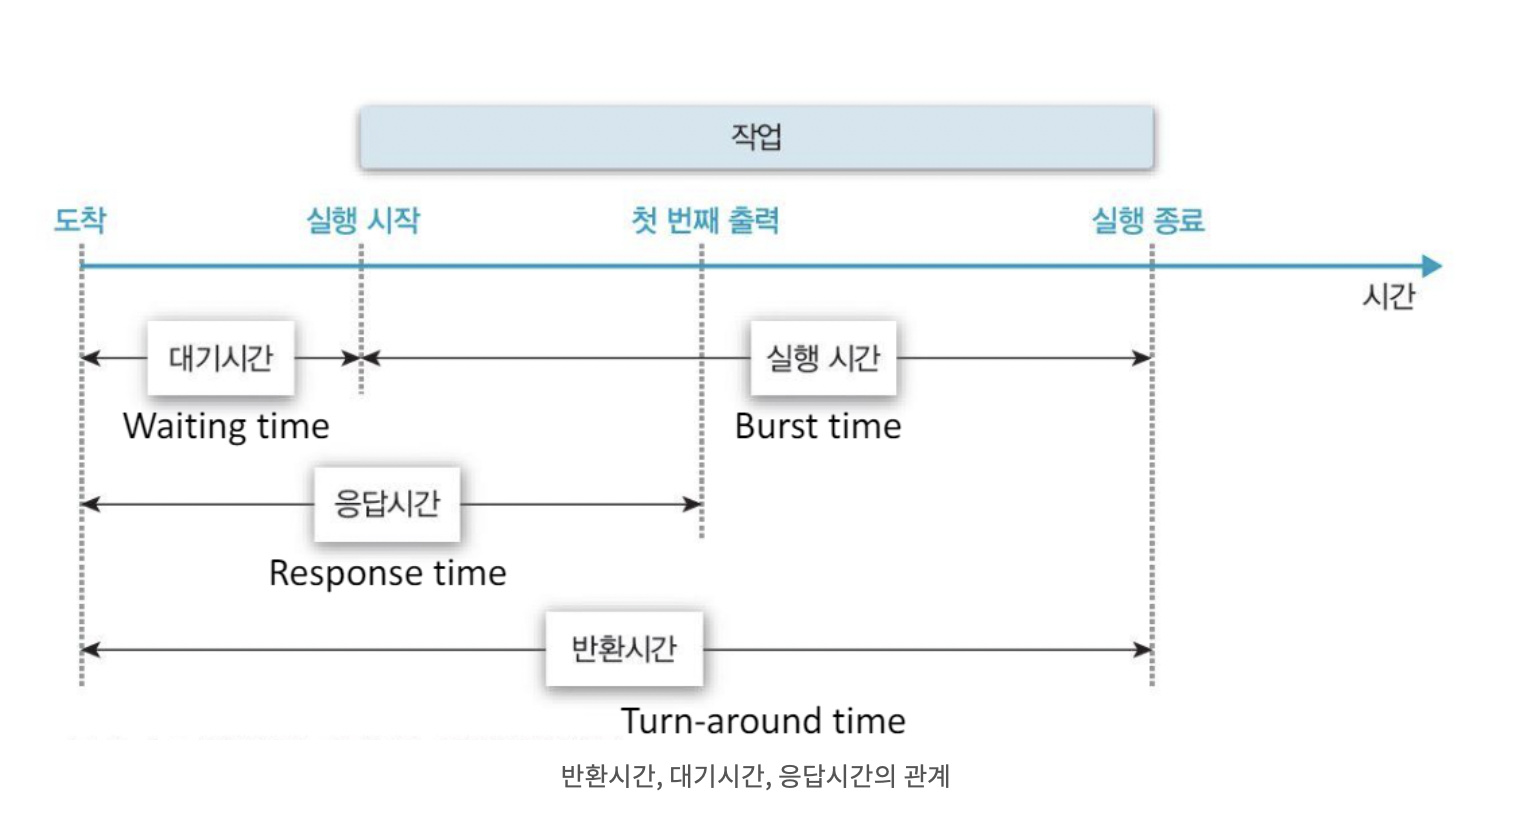 작업
도착 실행 시작 첫 번째 출력 실행 종료
시간
대기시간 실행 시간
Waiting time Burst time
응답시간
Response time
반환시간
Turn-around time
반환시간, 대기시간, 응답시간의 관계